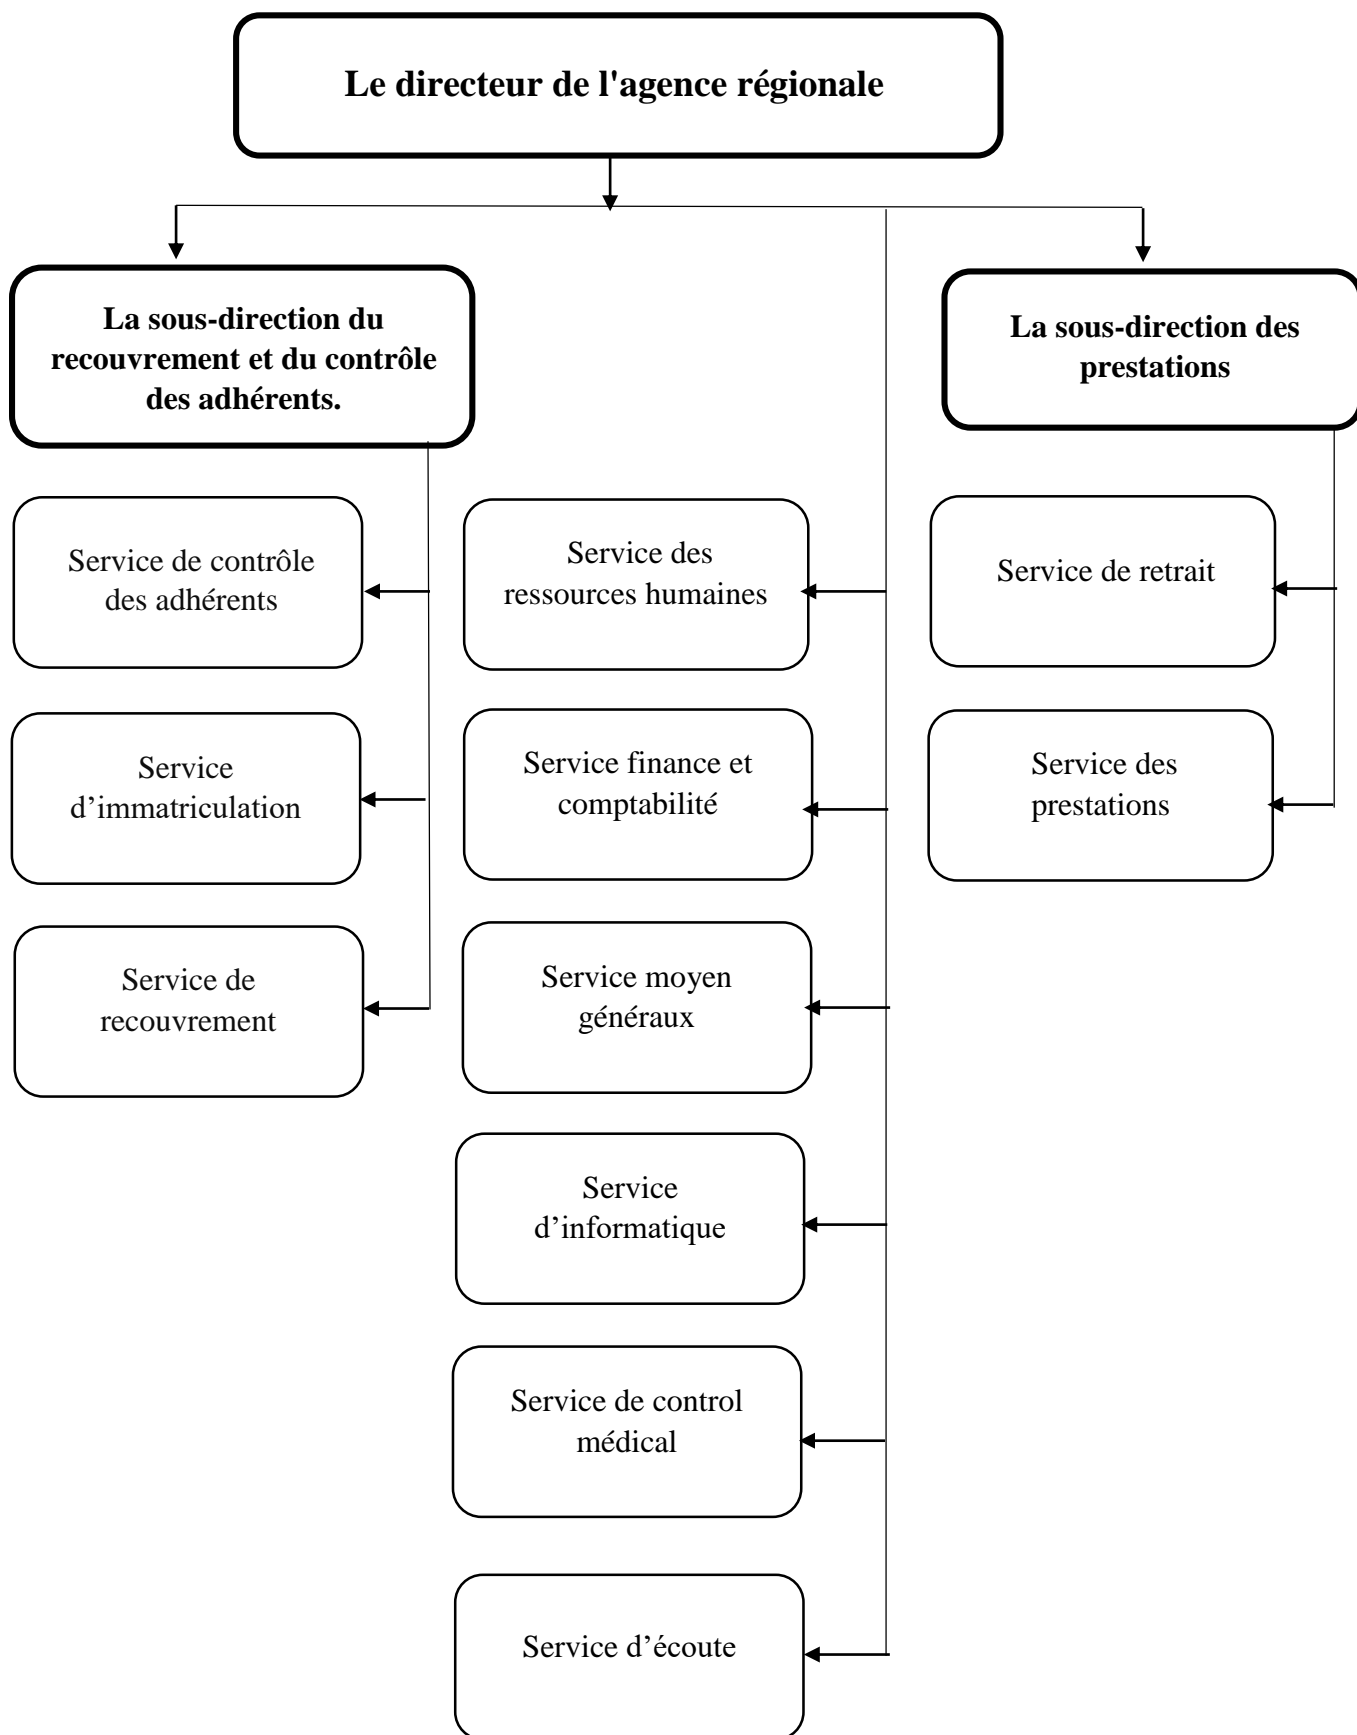 Le directeur de l'agence régionale
La sous-direction du
recouvrement et du contrôle
des adhérents.
La sous-direction des
prestations
Service de contrôle
des adhérents
Service des
ressources humaines
Service de retrait
Service
d’immatriculation
Service finance et
comptabilité
Service des
prestations
Service de
recouvrement
Service moyen
généraux
Service
d’informatique
Service de control
médical
Service d’écoute